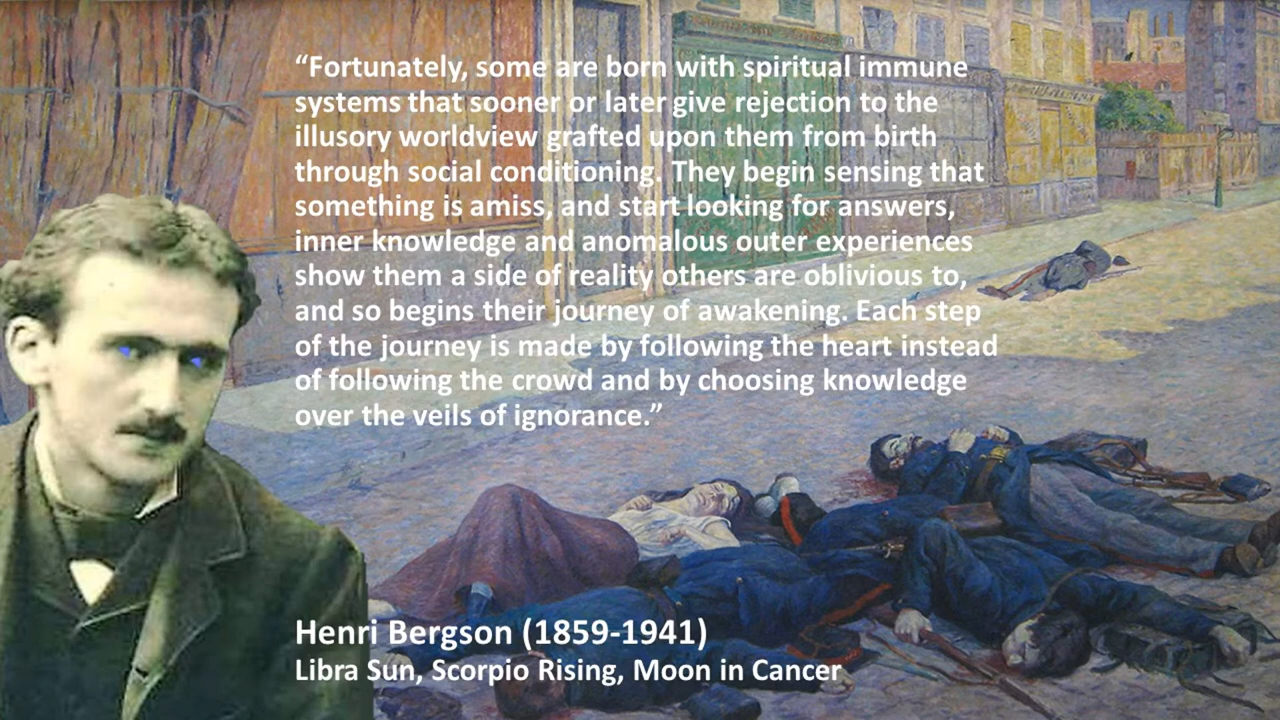 “Fortunately, some are born with spiritual immune
systems that sooner or later give rejection to the
illusory worldview grafted upon them from birth
through social conditioning. They begin sensing that
something is amiss, and start looking for answers,
inner knowledge and anomalous outer experiences
show them a side of reality others are oblivious to,
and so begins their journey of awakening. Each step
of the journey is made by following the heart instead
of following the crowd and by choosing knowledge
over the veils of ignorance.”
Henri Bergson (1859-1941)
Libra Sun, Scorpio Rising, Moon in Cancer